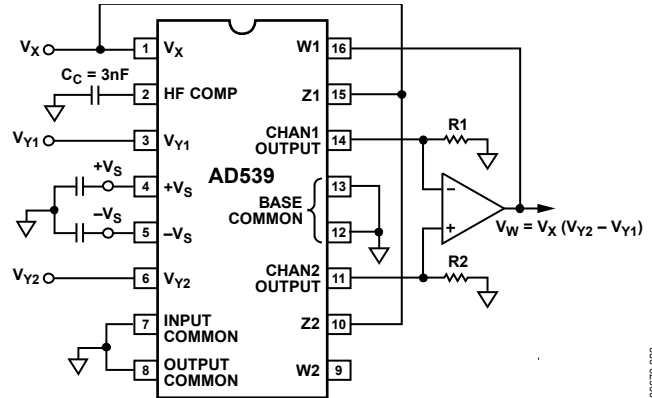 V_X
C_C = 3nF
V_Y1
+V_S
–V_S
V_Y2
1
2
3
4
5
6
7
8
V_X
HF COMP
V_Y1
+V_S
–V_S
V_Y2
INPUT
COMMON
OUTPUT
COMMON
AD539
W1
Z1
CHAN1
OUTPUT
BASE
COMMON
CHAN2
OUTPUT
Z2
W2
16
15
14
13
12
11
10
9
R1
–
+
R2
V_W = V_X (V_Y2 – V_Y1)